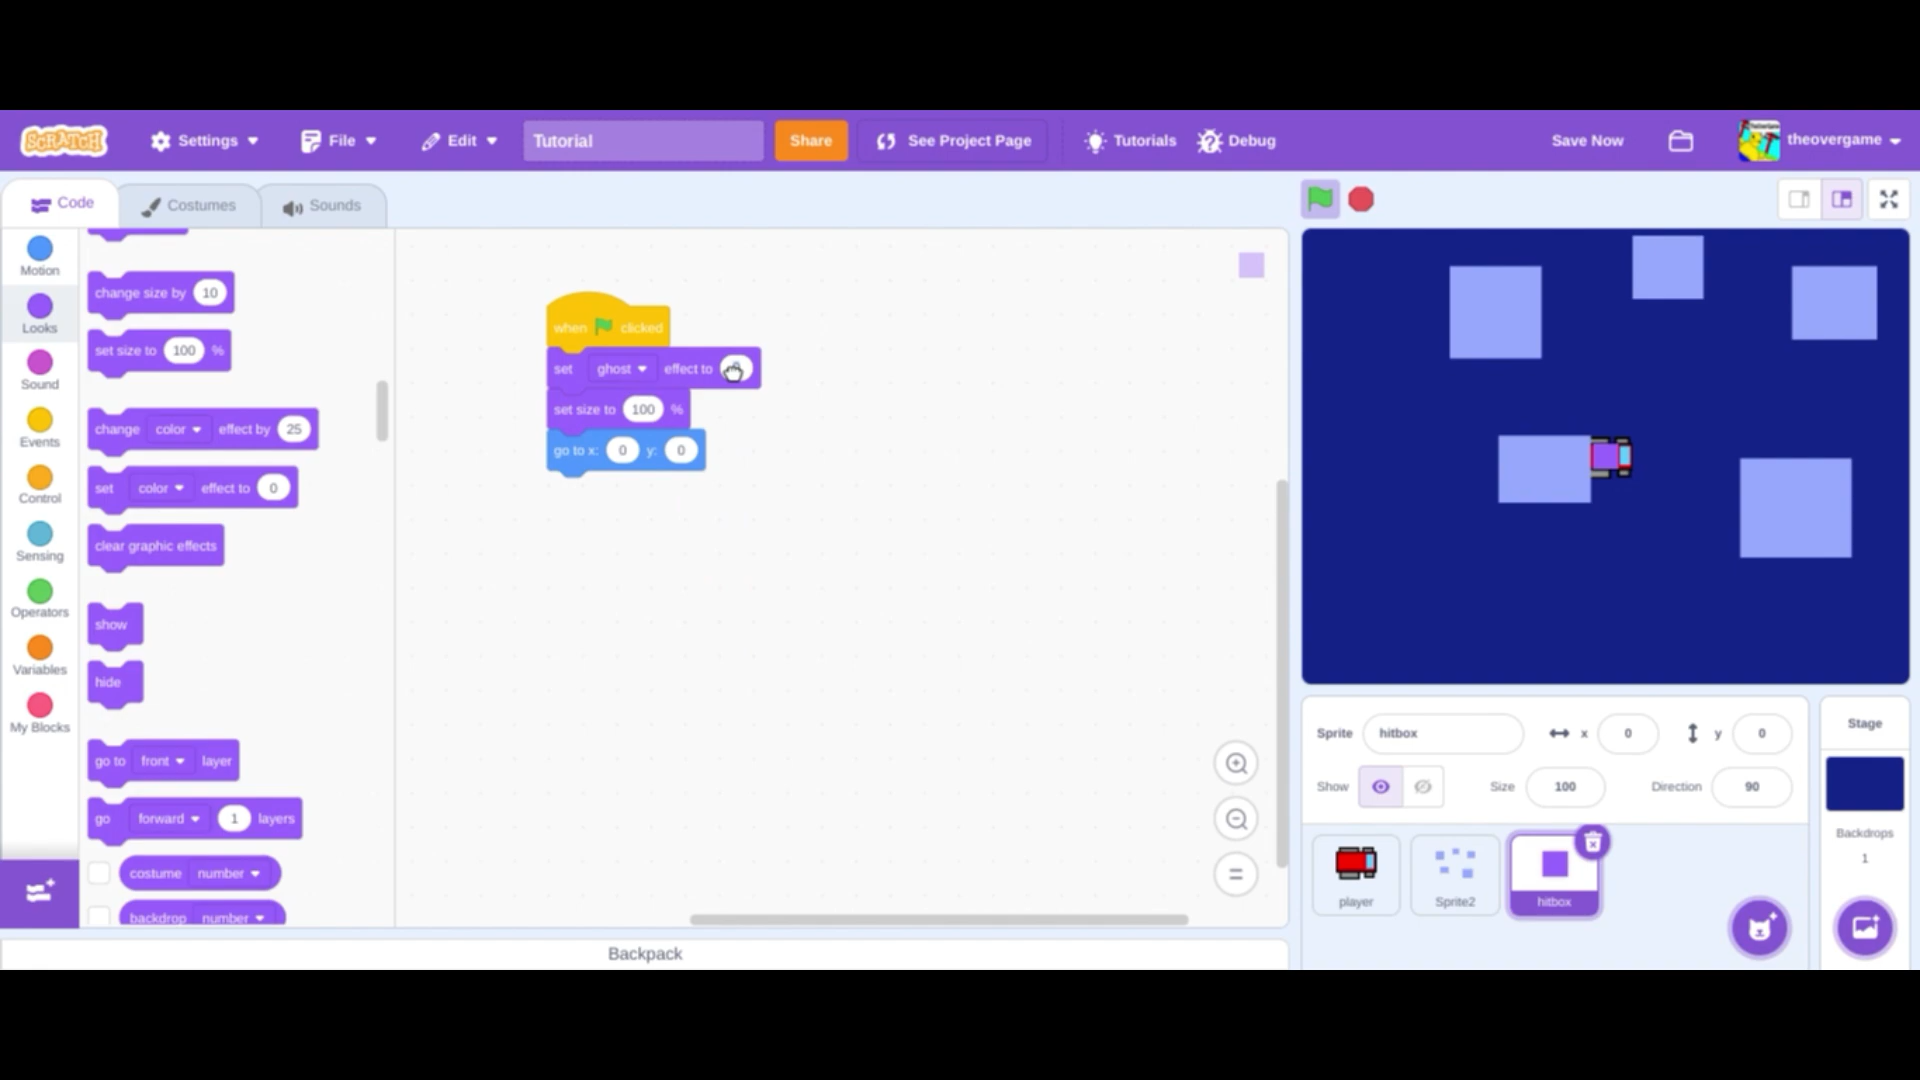 SCRATCH Settings File Edit Tutorial Share See Project Page Tutorials Debug Save Now theovergame
Code Costumes Sounds
Motion
Looks
Sound
Events
Control
Sensing
Operators
Variables
My Blocks
change size by 10
set size to 100 %
change color effect by 25
set color effect to 0
clear graphic effects
show
hide
go to front layer
go forward 1 layers
costume number
backdrop number
when clicked
set ghost effect to
set size to 100 %
go to x: 0 y: 0
Backpack
Sprite hitbox x 0 y 0
Show Size 100 Direction 90
player Sprite2 hitbox
Stage
Backdrops
1